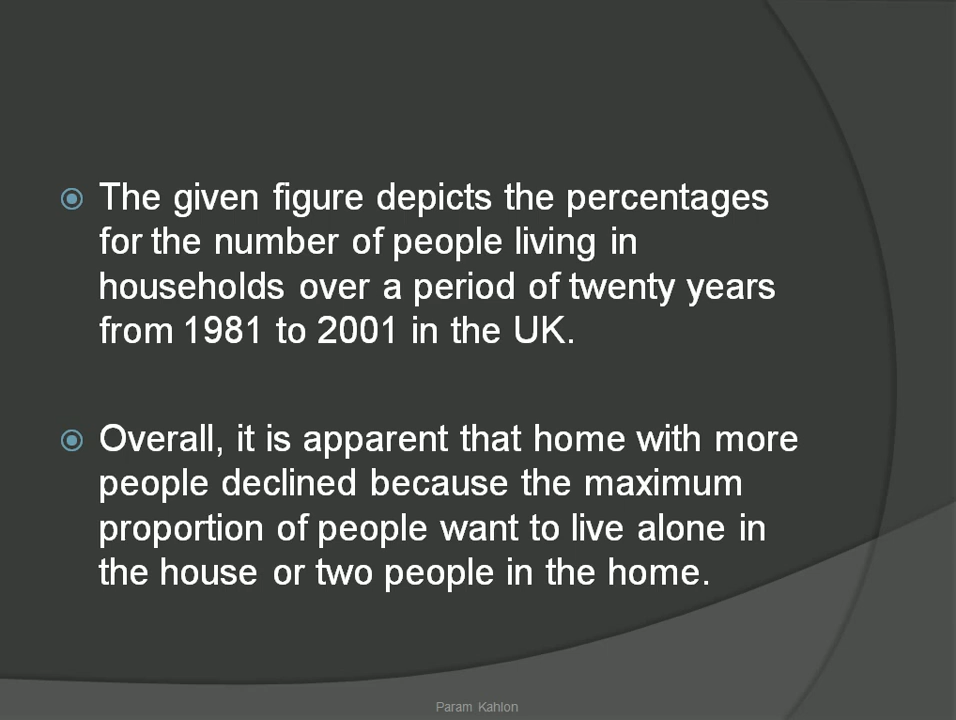 The given figure depicts the percentages
for the number of people living in
households over a period of twenty years
from 1981 to 2001 in the UK.
Overall, it is apparent that home with more
people declined because the maximum
proportion of people want to live alone in
the house or two people in the home.
Param Kahlon